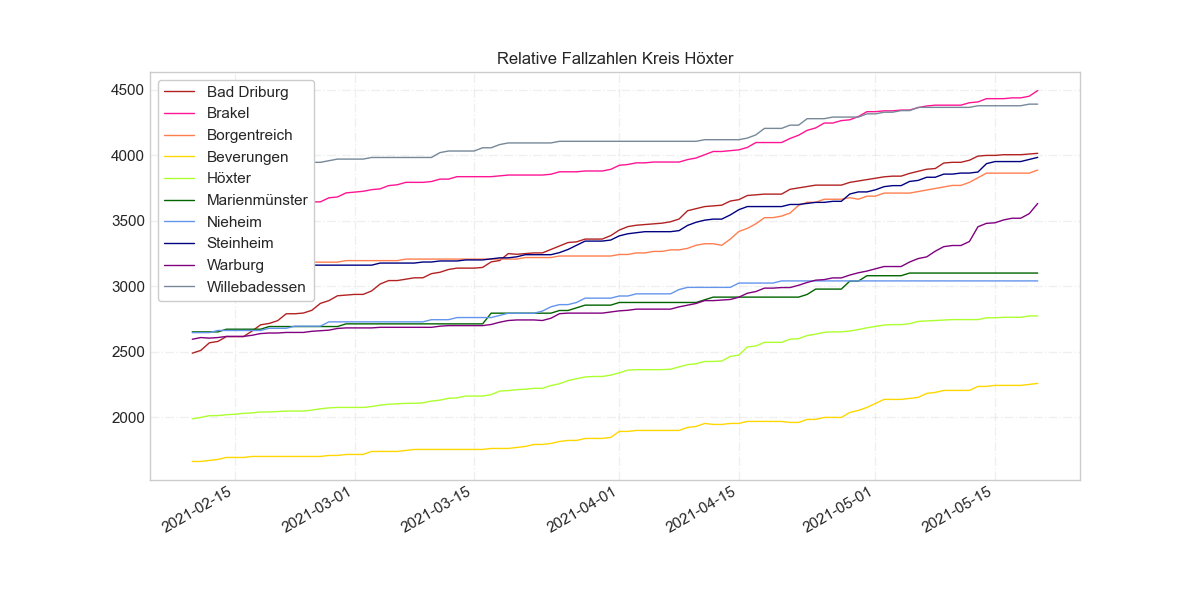 Relative Fallzahlen Kreis Höxter
4500
4000
3500
3000
2500
2000
Bad Driburg
Brakel
Borgentreich
Beverungen
Höxter
Marienmünster
Nieheim
Steinheim
Warburg
Willebadessen
2021-02-15
2021-03-01
2021-03-15
2021-04-01
2021-04-15
2021-05-01
2021-05-15